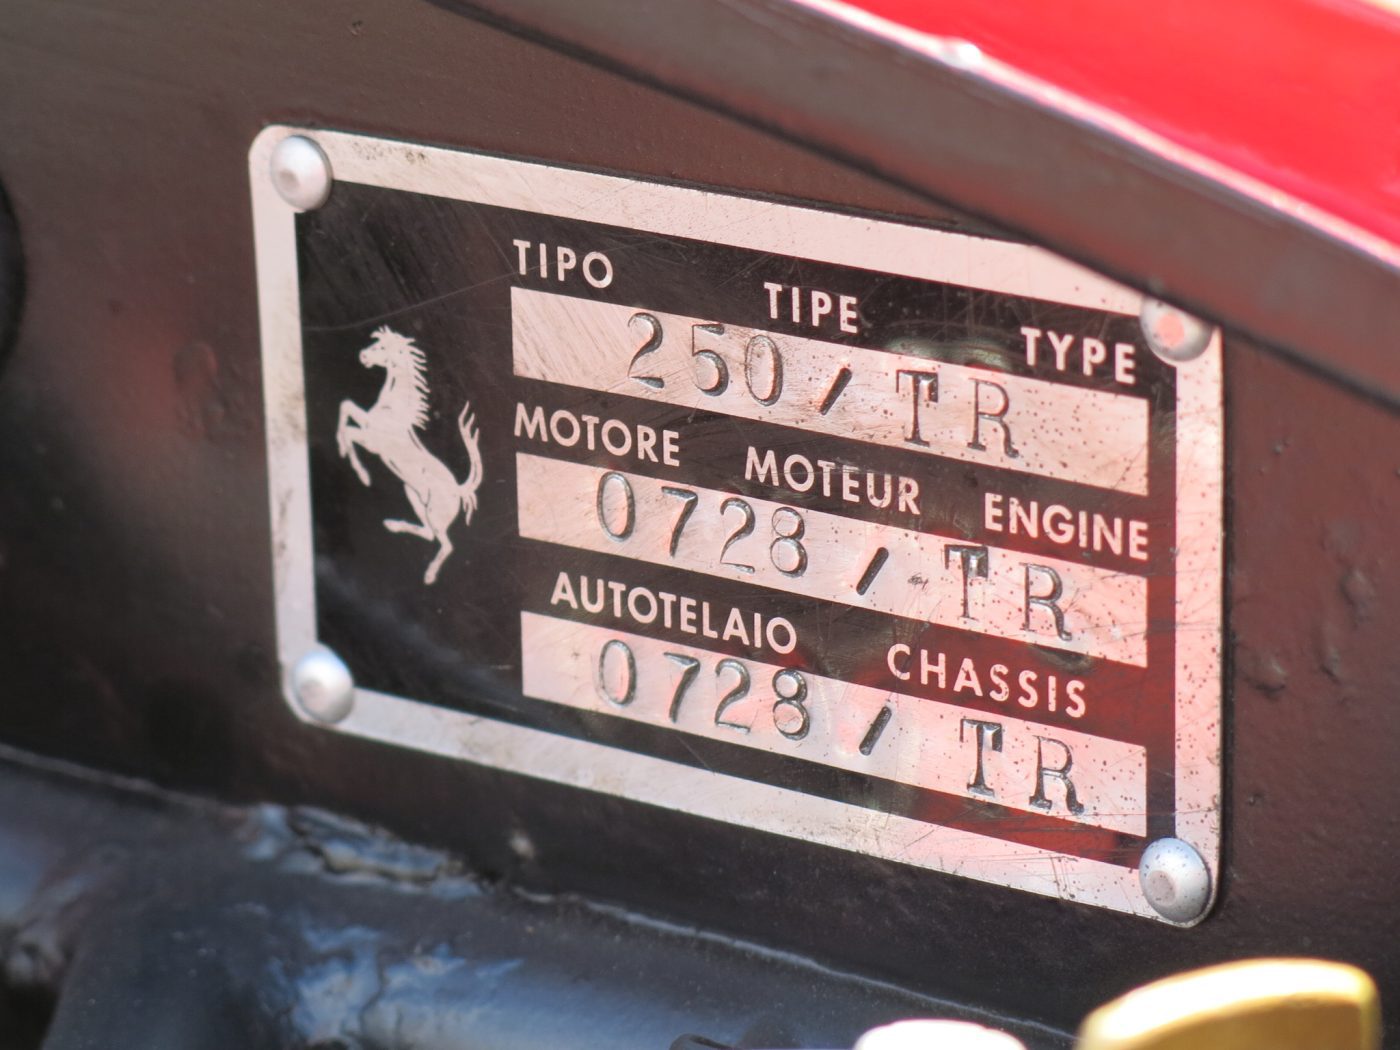 TIPO TIPE TYPE
250/TR
MOTORE MOTEUR ENGINE
0728/TR
AUTOTELAIO CHASSIS
0728/TR